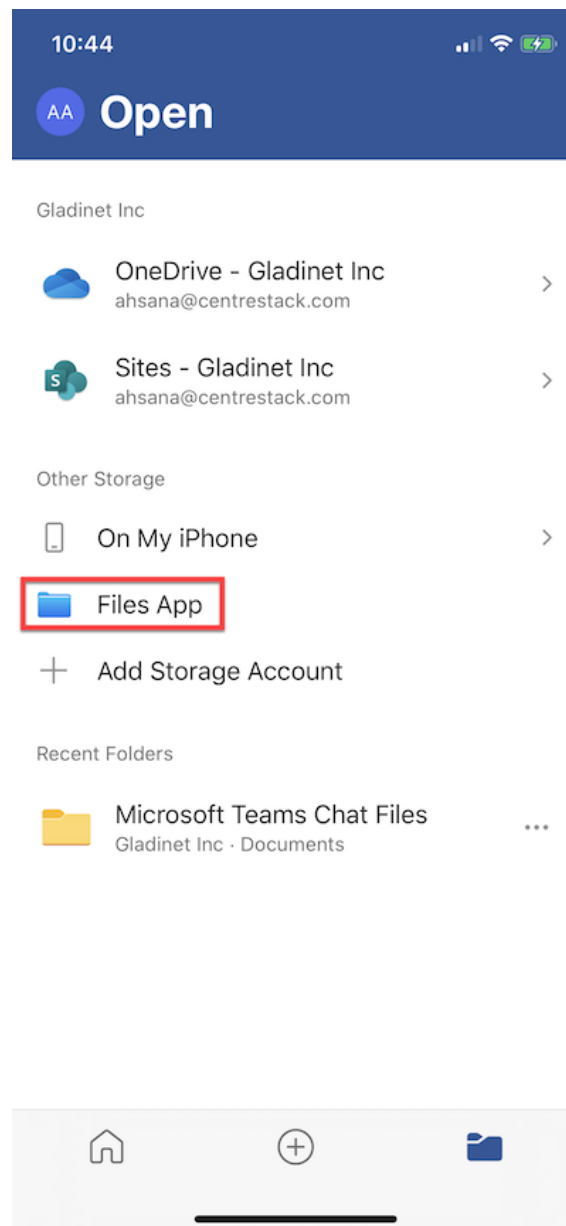 10:44
AA Open
Gladinet Inc
OneDrive - Gladinet Inc
ahsana@centrestack.com
S
Sites - Gladinet Inc
ahsana@centrestack.com
Other Storage
On My iPhone
Files App
Add Storage Account
Recent Folders
Microsoft Teams Chat Files
Gladinet Inc · Documents